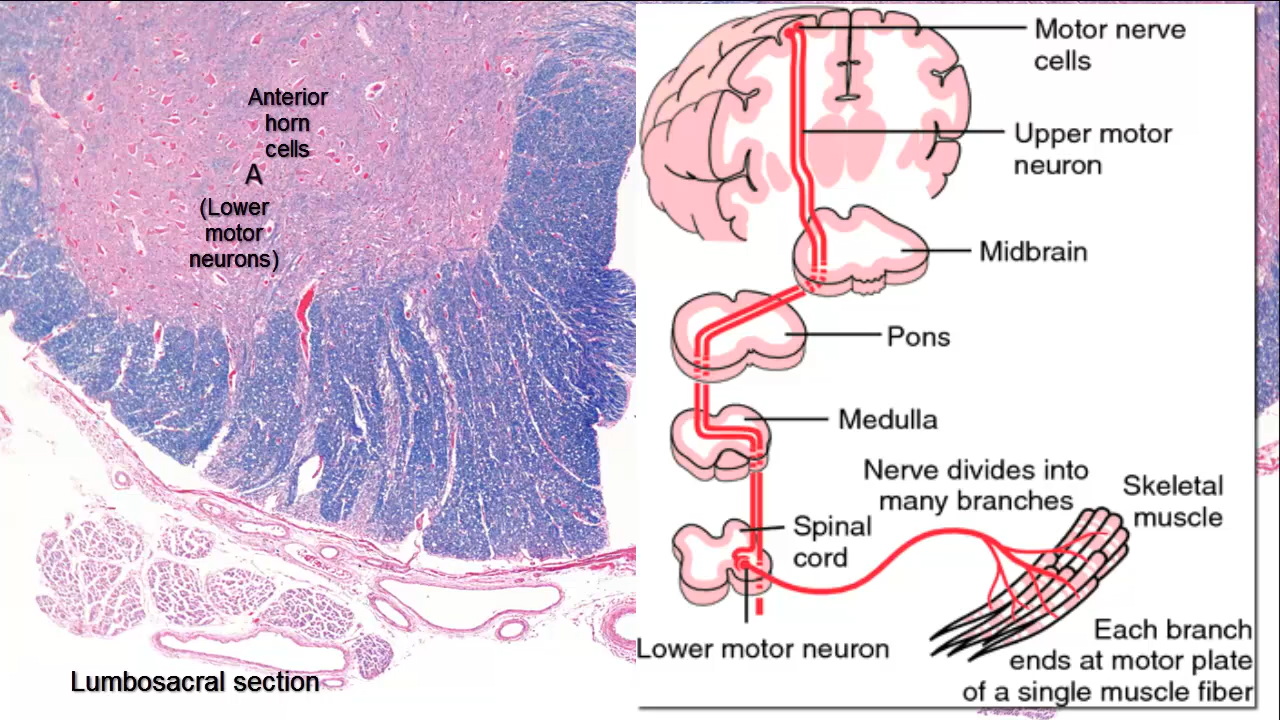 Anterior
horn
cells
A
(Lower
motor
neurons)
Lumbosacral section
Motor nerve
cells
Upper motor
neuron
Midbrain
Pons
Medulla
Nerve divides into
many branches
Skeletal
muscle
Spinal
cord
Lower motor neuron
Each branch
ends at motor plate
of a single muscle fiber